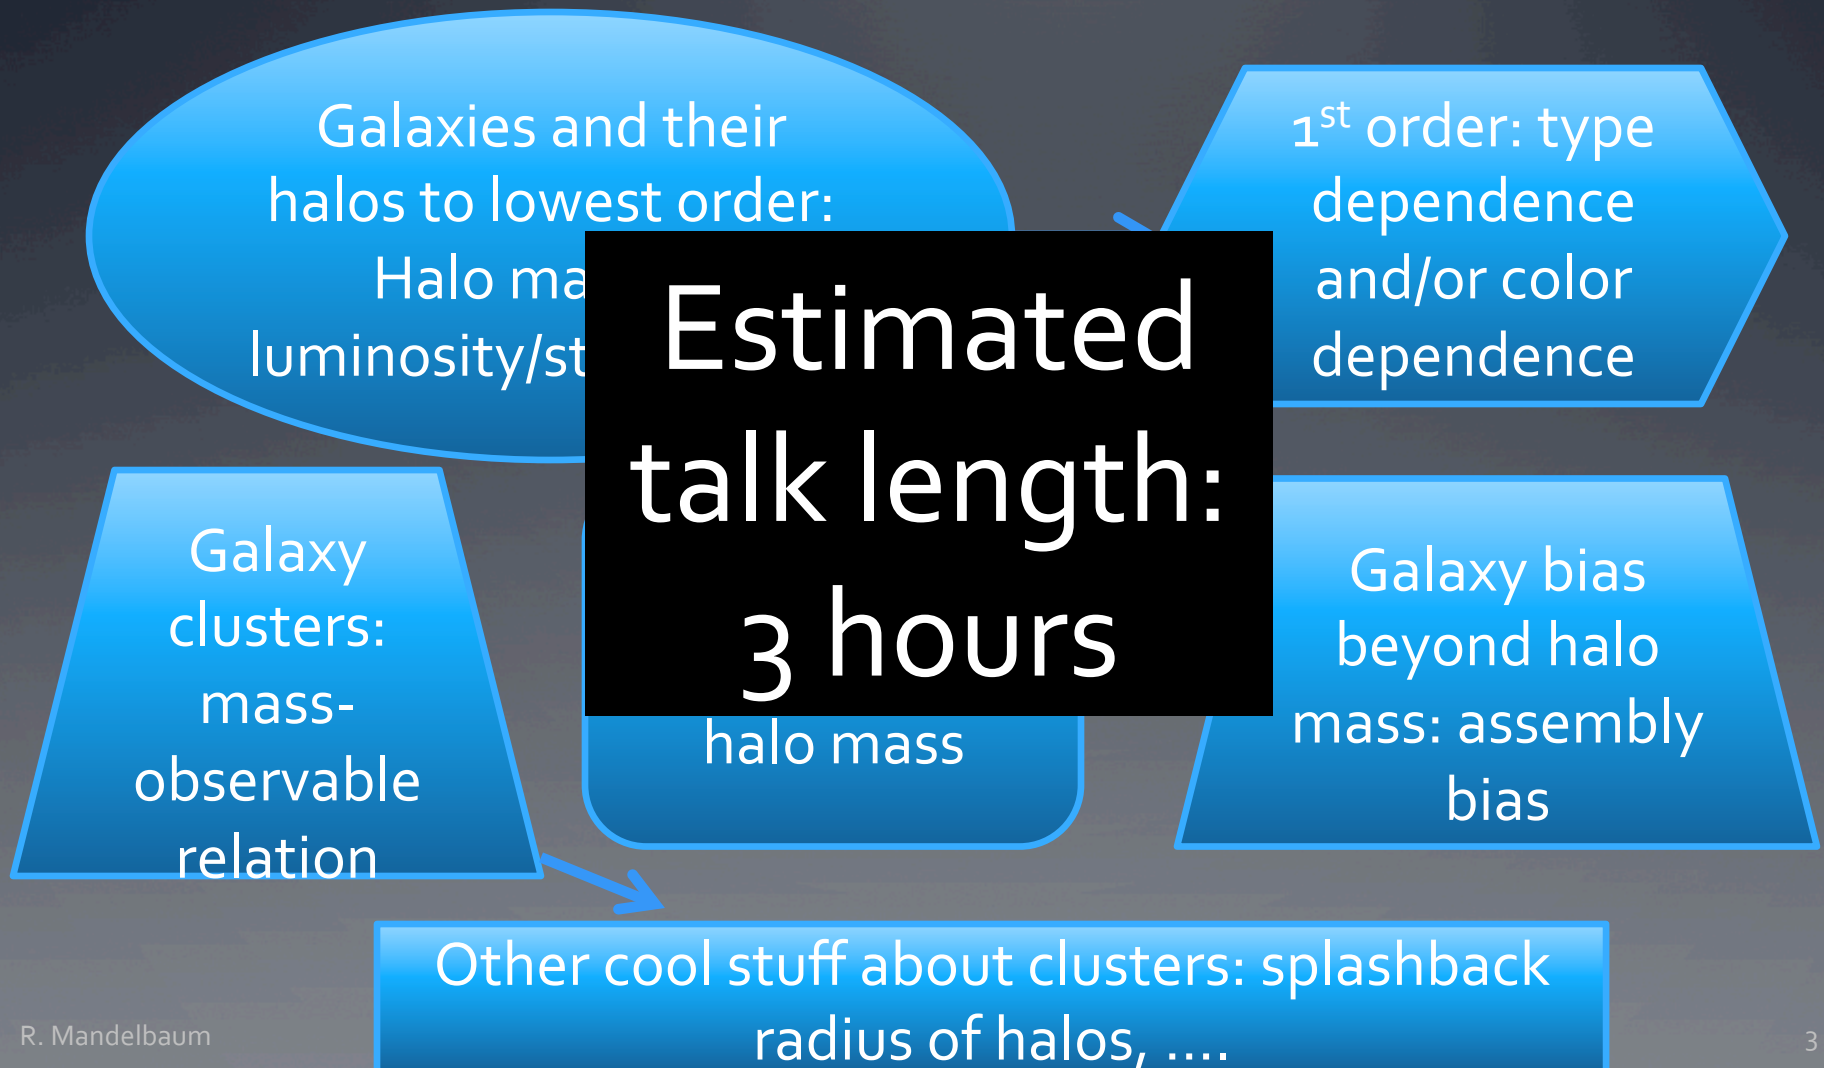 Galaxies and their
halos to lowest order:
Halo
luminosity/
1st order: type
dependence
and/or color
dependence
Estimated
talk length:
3 hours
Galaxy
clusters:
mass-
observable
relation
halo mass
Galaxy bias
beyond halo
mass: assembly
bias
Other cool stuff about clusters: splashback
radius of halos, ....
R. Mandelbaum
3